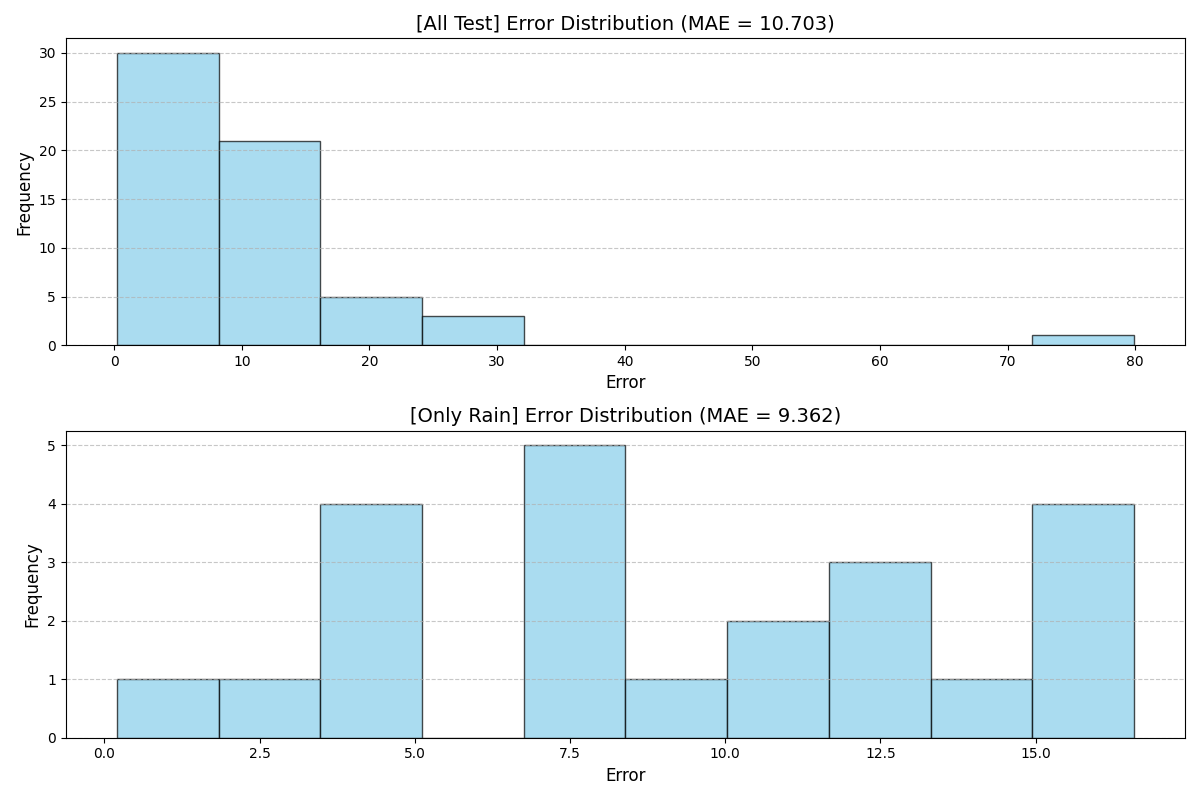 [All Test] Error Distribution (MAE = 10.703)
30
25
20
15
10
5
0
Frequency
0 10 20 30 40 50 60 70 80
Error
[Only Rain] Error Distribution (MAE = 9.362)
5
4
3
2
1
0
Frequency
0.0 2.5 5.0 7.5 10.0 12.5 15.0
Error